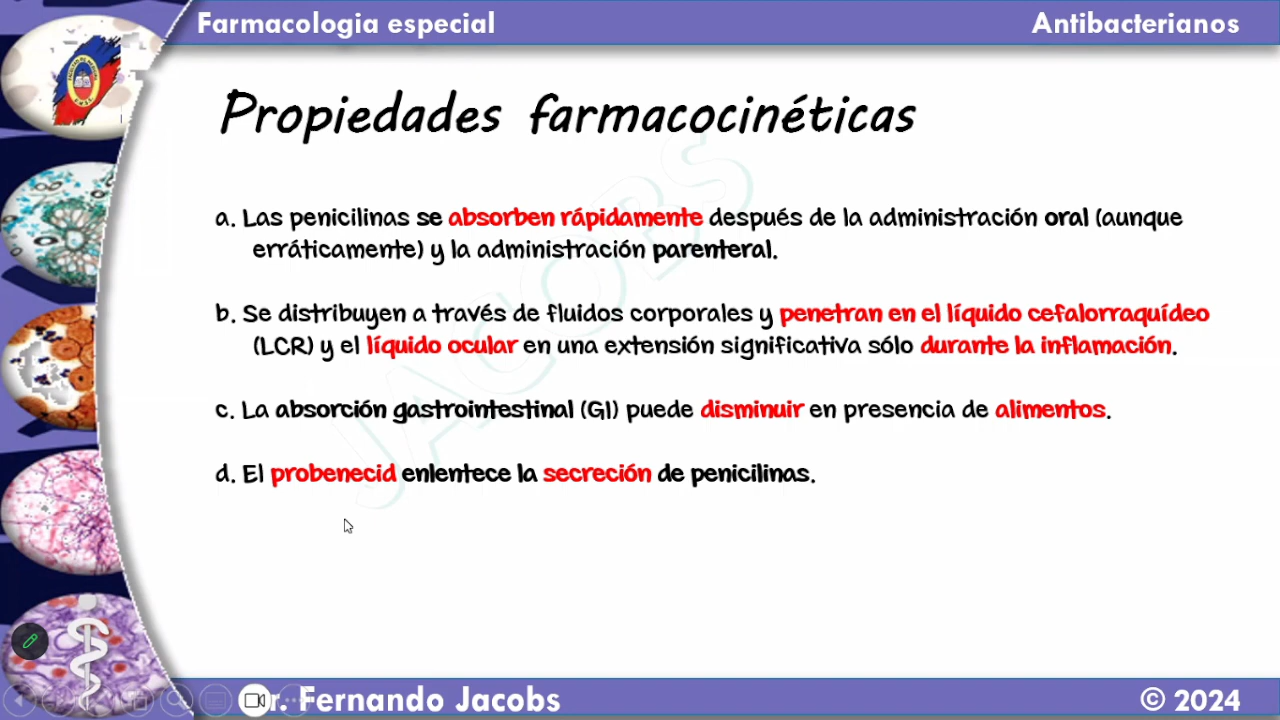 Farmacologia especial
Antibacterianos
Propiedades farmacocinéticas
a. Las penicilinas se absorben rápidamente después de la administración oral (aunque
erráticamente) y la administración parenteral.
b. Se distribuyen a través de fluidos corporales y penetran en el líquido cefalorraquídeo
(LCR) y el líquido ocular en una extensión significativa sólo durante la inflamación.
c. La absorción gastrointestinal (GI) puede disminuir en presencia de alimentos.
d. El probenecid enlentece la secreción de penicilinas.
JACOBS
r. Fernando Jacobs
© 2024